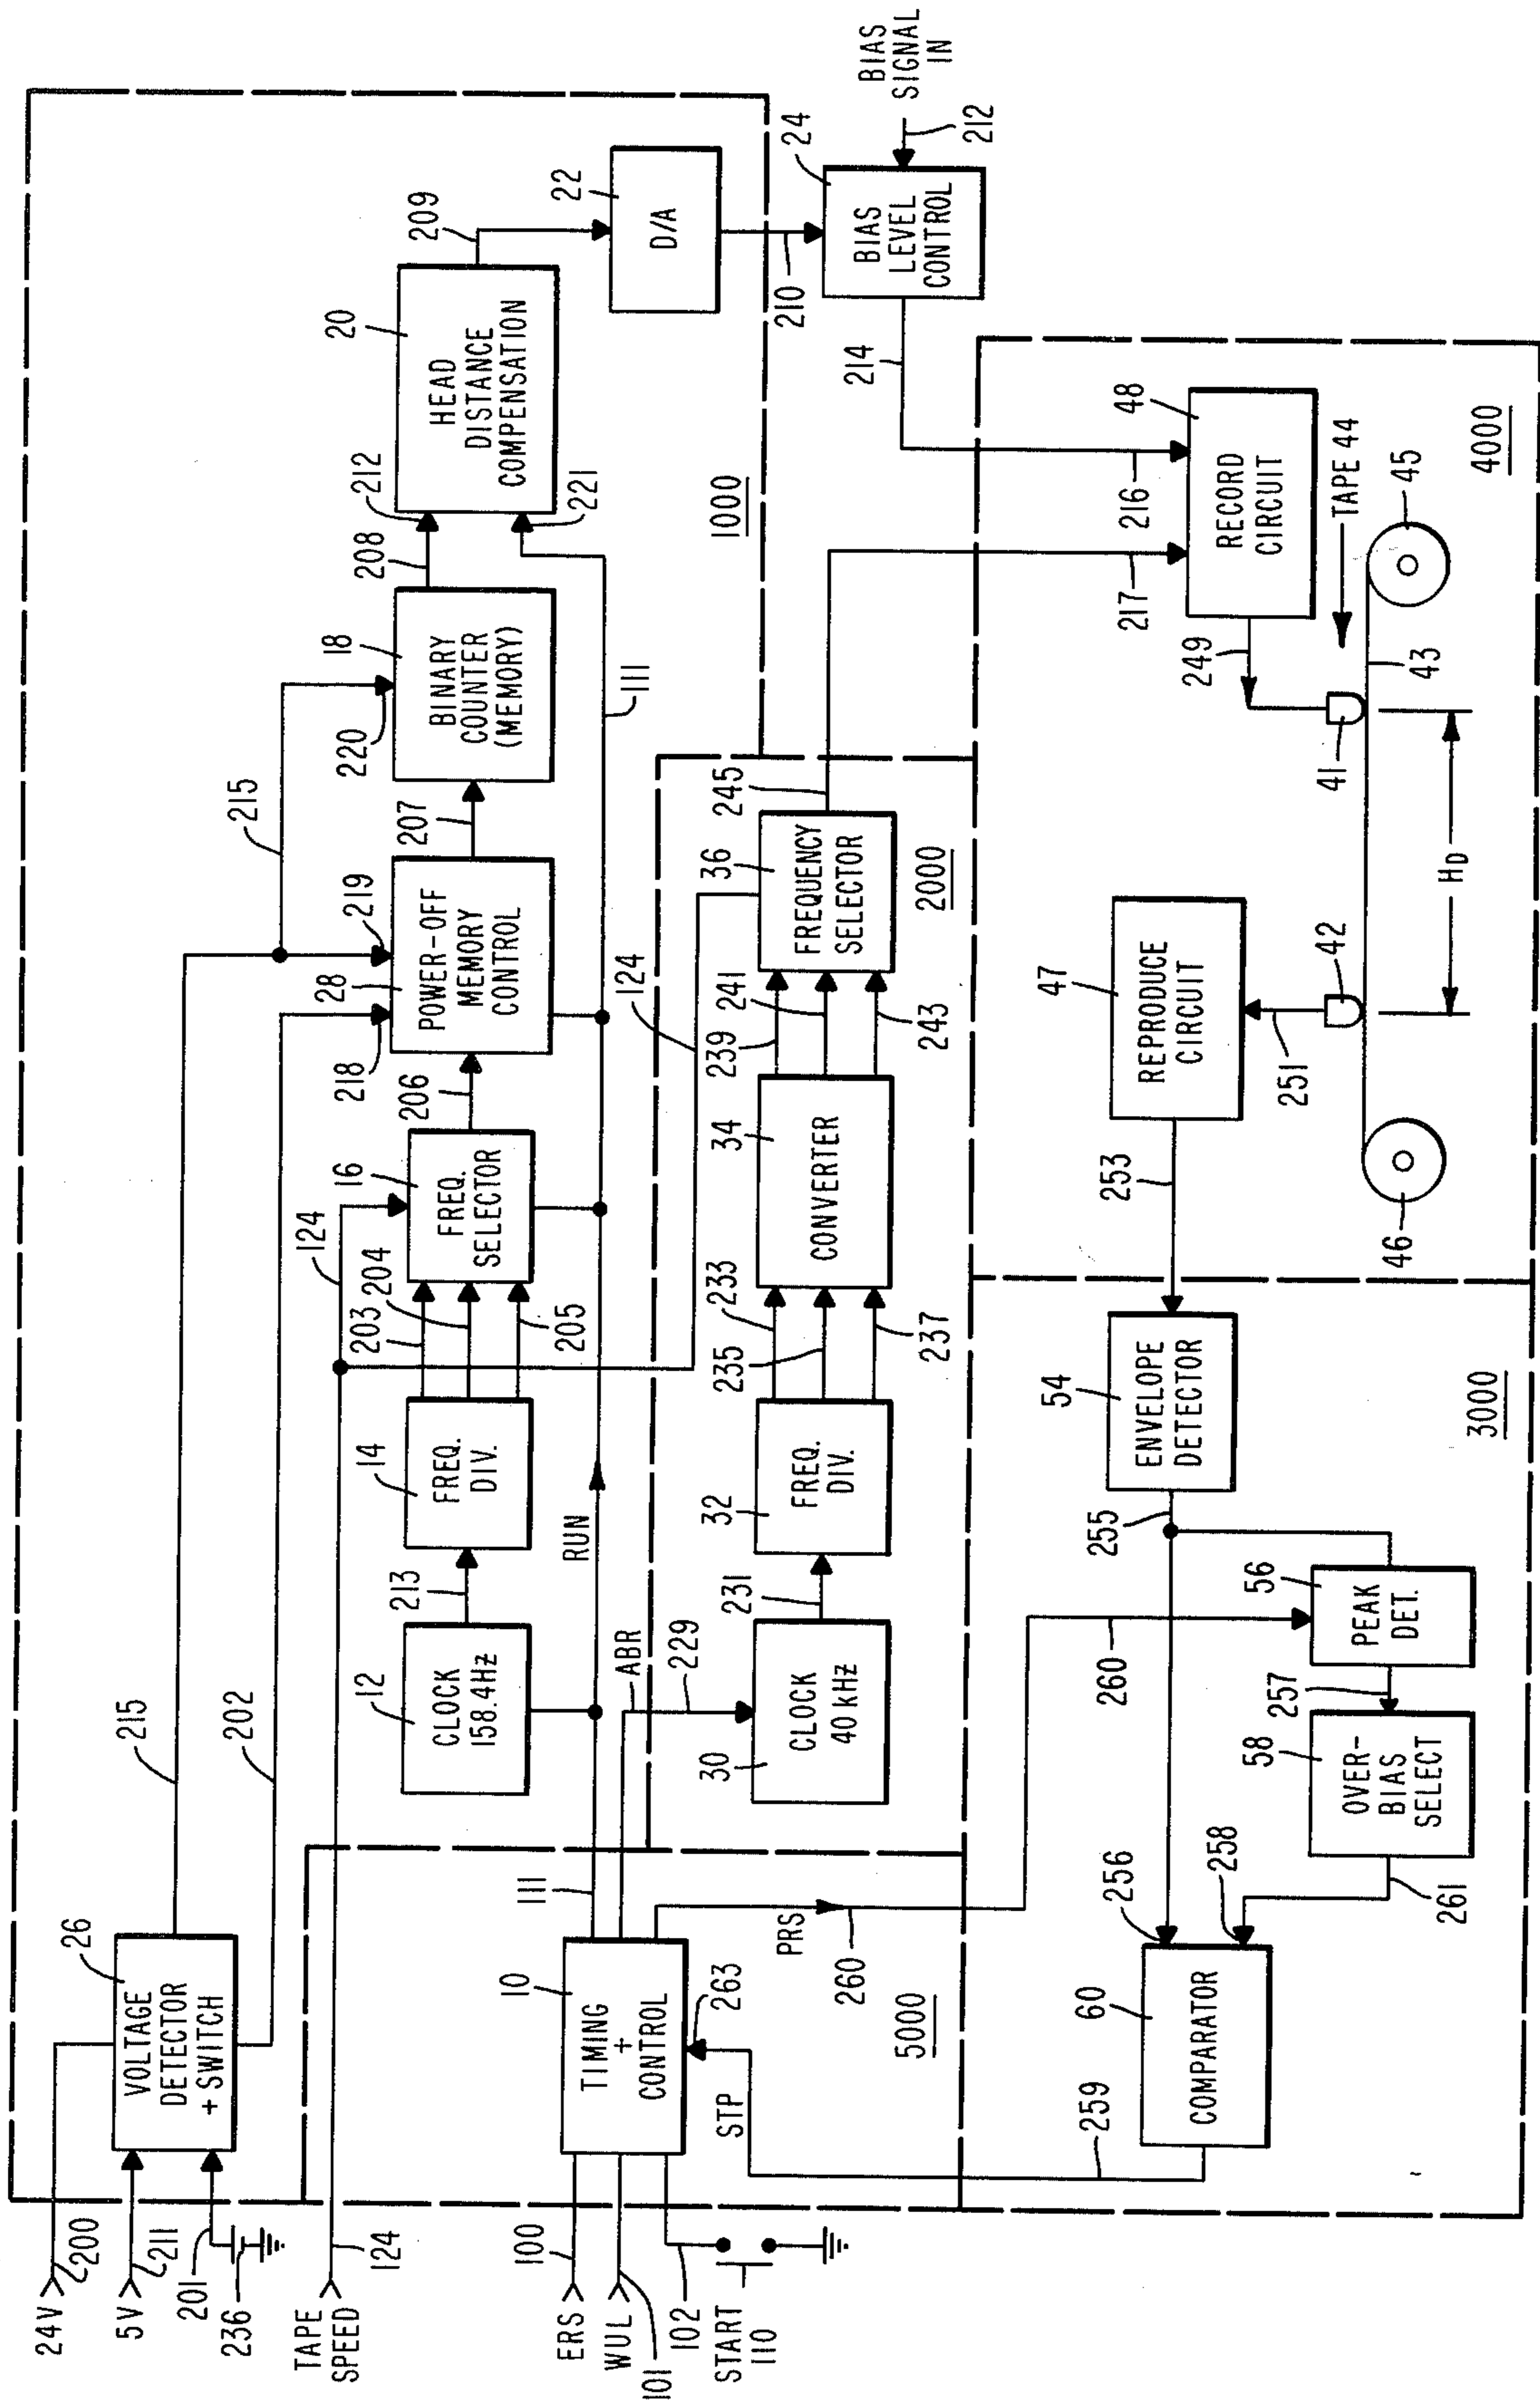 24V
200
5V
211
201
236
TAPE
SPEED
124
ERS
100
WUL
101
102
START
110
26
VOLTAGE
DETECTOR
+ SWITCH
215
202
10
TIMING
+
CONTROL
111
ABR
229
PRS
260
263
STP
5000
259
12
CLOCK
158.4Hz
213
RUN
14
FREQ.
DIV.
203
204
205
124
16
FREQ.
SELECTOR
206
218
219
28
POWER-OFF
MEMORY
CONTROL
207
215
220
18
BINARY
COUNTER
(MEMORY)
208
212
221
111
20
HEAD
DISTANCE
COMPENSATION
209
22
D/A
210
1000
24
BIAS
LEVEL
CONTROL
BIAS
SIGNAL
IN
212
214
30
CLOCK
40 kHz
231
32
FREQ.
DIV.
233
235
237
34
CONVERTER
124
239
241
243
36
FREQUENCY
SELECTOR
245
2000
216
217
48
RECORD
CIRCUIT
249
TAPE 44
4000
45
43
41
HD
42
251
47
REPRODUCE
CIRCUIT
46
253
54
ENVELOPE
DETECTOR
255
3000
260
56
PEAK
DET.
257
58
OVER-
BIAS
SELECT
261
256
258
60
COMPARATOR